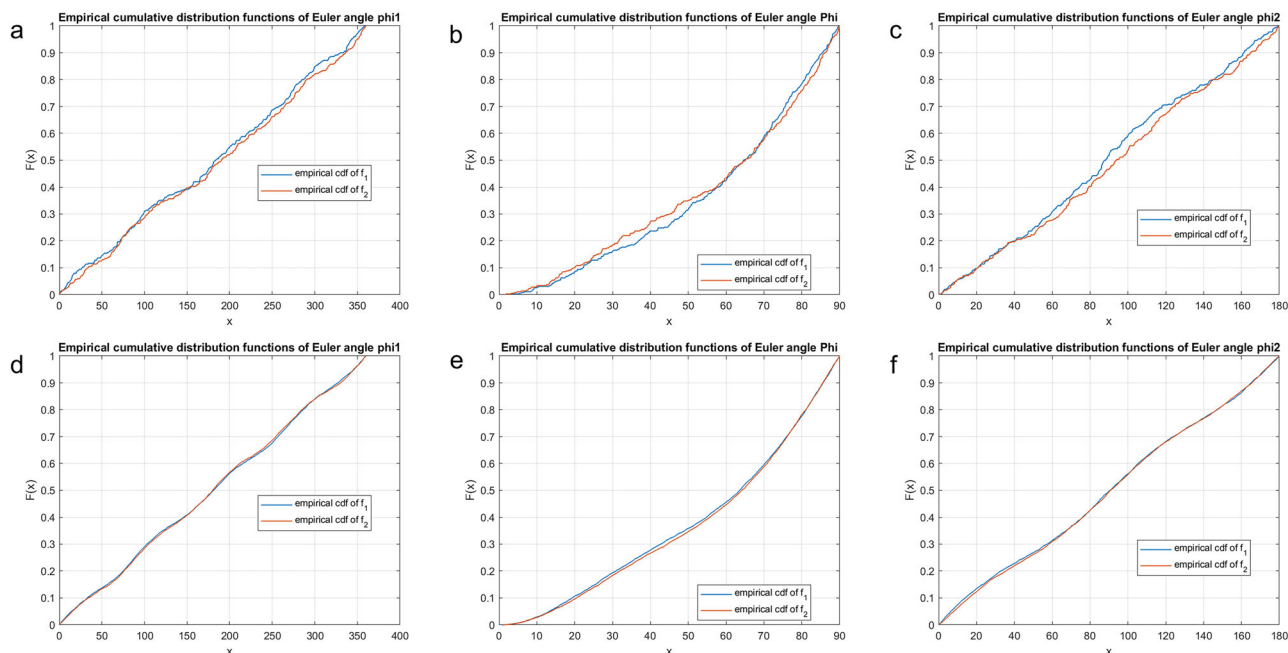 a
Empirical cumulative distribution functions of Euler angle phi1
1
0.9
0.8
0.7
0.6
0.5
0.4
0.3
0.2
0.1
0
F(x)
empirical cdf of f1
empirical cdf of f2
0 50 100 150 200 250 300 350 400
x
b
Empirical cumulative distribution functions of Euler angle Phi
1
0.9
0.8
0.7
0.6
0.5
0.4
0.3
0.2
0.1
0
F(x)
empirical cdf of f1
empirical cdf of f2
0 10 20 30 40 50 60 70 80 90
x
c
Empirical cumulative distribution functions of Euler angle phi2
1
0.9
0.8
0.7
0.6
0.5
0.4
0.3
0.2
0.1
0
F(x)
empirical cdf of f1
empirical cdf of f2
0 20 40 60 80 100 120 140 160 180
x
d
Empirical cumulative distribution functions of Euler angle phi1
1
0.9
0.8
0.7
0.6
0.5
0.4
0.3
0.2
0.1
0
F(x)
empirical cdf of f1
empirical cdf of f2
0 50 100 150 200 250 300 350 400
x
e
Empirical cumulative distribution functions of Euler angle Phi
1
0.9
0.8
0.7
0.6
0.5
0.4
0.3
0.2
0.1
0
F(x)
empirical cdf of f1
empirical cdf of f2
0 10 20 30 40 50 60 70 80 90
x
f
Empirical cumulative distribution functions of Euler angle phi2
1
0.9
0.8
0.7
0.6
0.5
0.4
0.3
0.2
0.1
0
F(x)
empirical cdf of f1
empirical cdf of f2
0 20 40 60 80 100 120 140 160 180
x